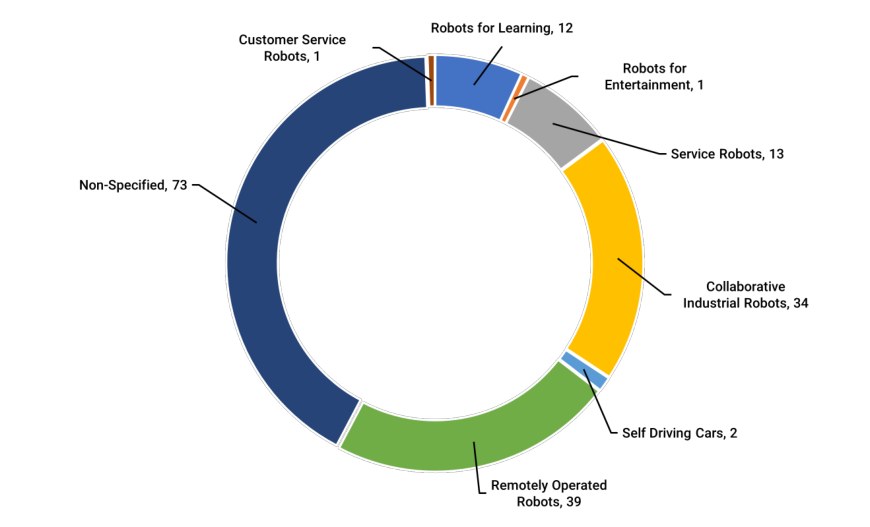 Robots for Learning, 12
Customer Service
Robots, 1
Robots for
Entertainment, 1
Service Robots, 13
Non-Specified, 73
Collaborative
Industrial Robots, 34
Self Driving Cars, 2
Remotely Operated
Robots, 39